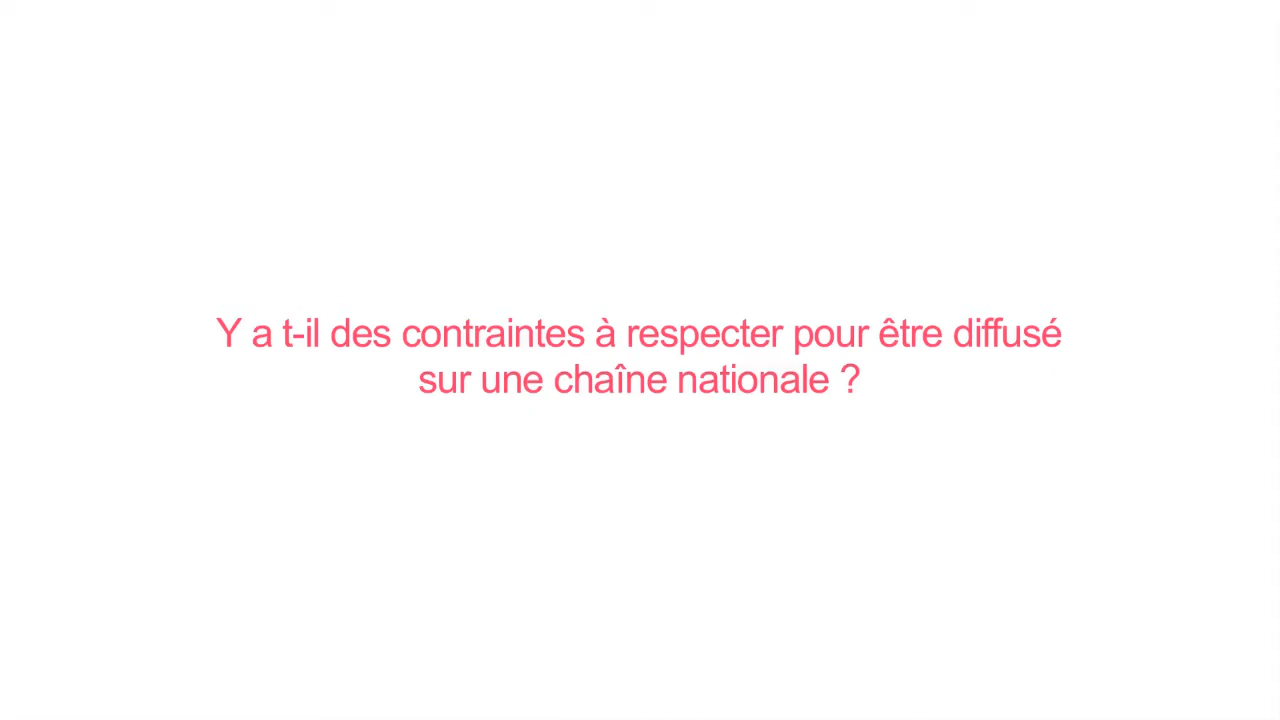 Y a t-il des contraintes à respecter pour être diffusé
sur une chaîne nationale ?